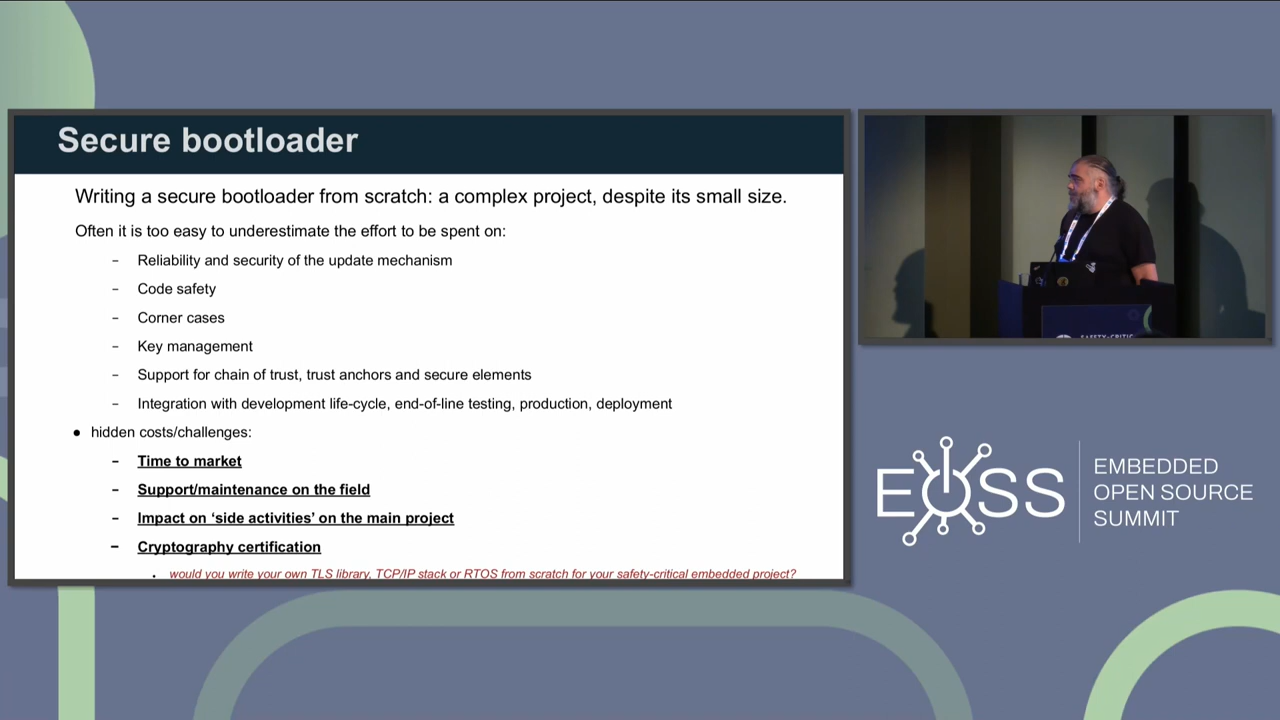 Secure bootloader
Writing a secure bootloader from scratch: a complex project, despite its small size.
Often it is too easy to underestimate the effort to be spent on:
- Reliability and security of the update mechanism
- Code safety
- Corner cases
- Key management
- Support for chain of trust, trust anchors and secure elements
- Integration with development life-cycle, end-of-line testing, production, deployment
● hidden costs/challenges:
- Time to market
- Support/maintenance on the field
- Impact on ‘side activities’ on the main project
- Cryptography certification
• would you write your own TLS library, TCP/IP stack or RTOS from scratch for your safety-critical embedded project?
SAFETY-CRITIC
EOSS
EMBEDDED
OPEN SOURCE
SUMMIT